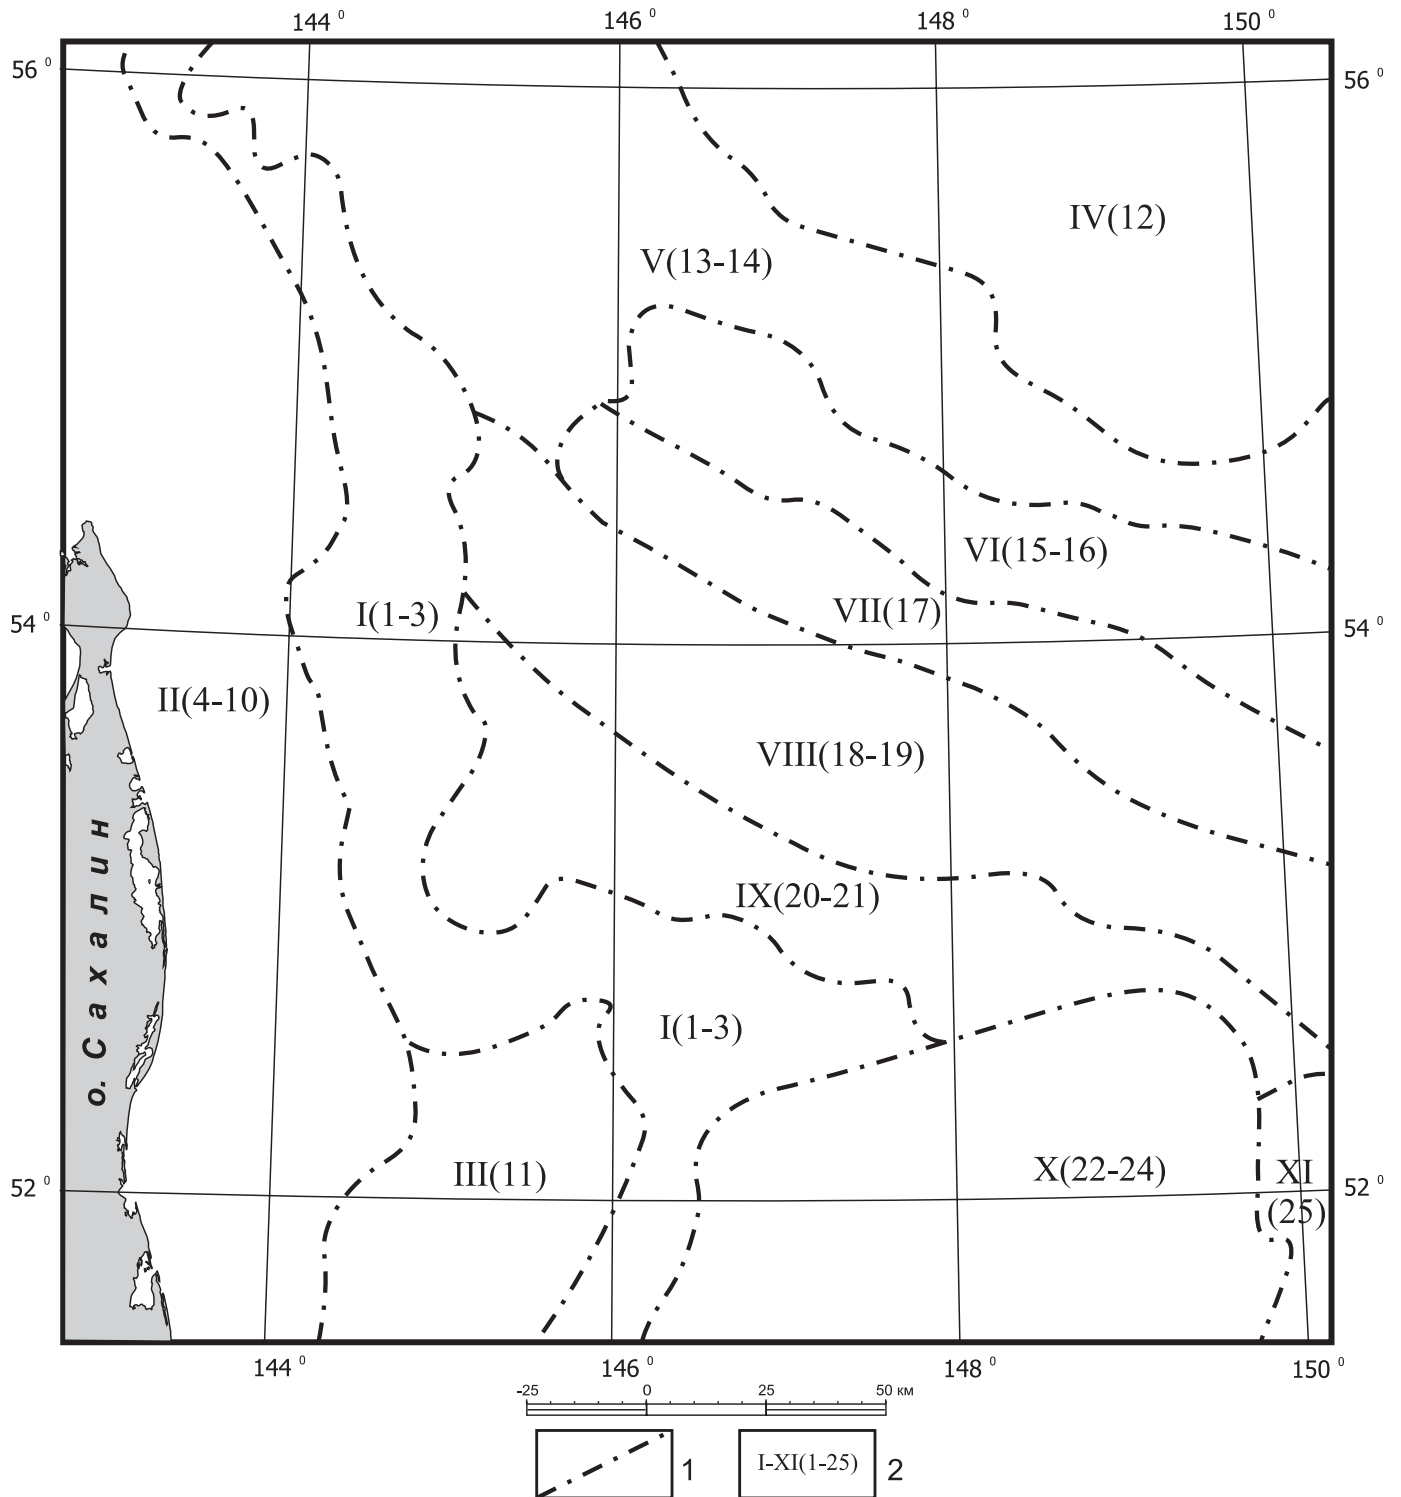 144 0 146 0 148 0 150 0
56 0 56 0
IV(12)
V(13-14)
VI(15-16)
I(1-3) VII(17)
54 0 54 0
II(4-10)
VIII(18-19)
о. Сахалин
IX(20-21)
I(1-3)
III(11) X(22-24) XI
52 0 52 0
(25)
144 0 146 0 148 0 150 0
-25 0 25 50 км
1 I-XI(1-25) 2